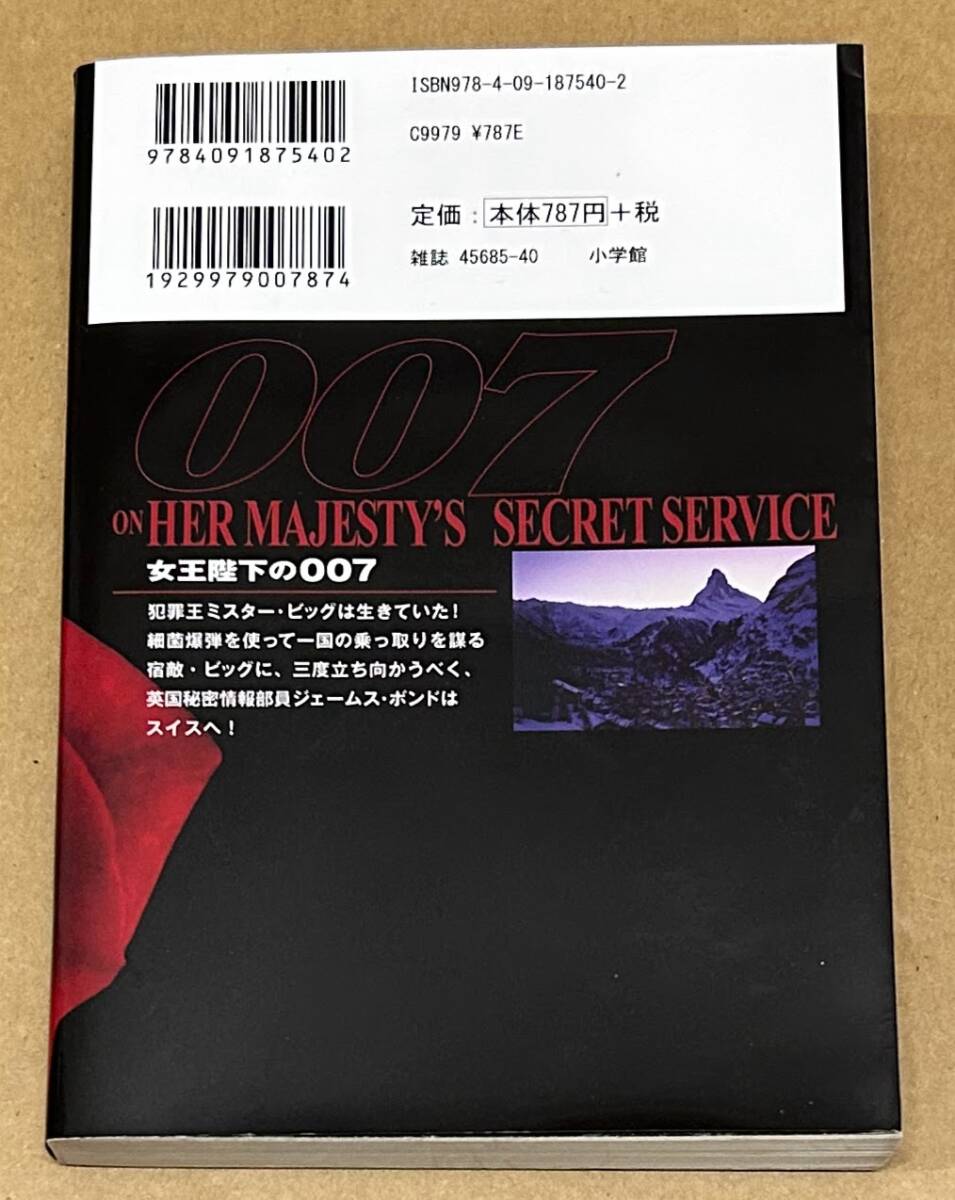 ISBN978-4-09-187540-2
C9979 ¥787E
9784091875402
定価：本体787円+税
雑誌 45685-40 小学館
1929979007874
007
ON HER MAJESTY'S SECRET SERVICE
女王陛下の007
犯罪王ミスター・ビッグは生きていた！
細菌爆弾を使って一国の乗っ取りを謀る
宿敵・ビッグに、三度立ち向かうべく、
英国秘密情報部員ジェームス・ボンドは
スイスへ！